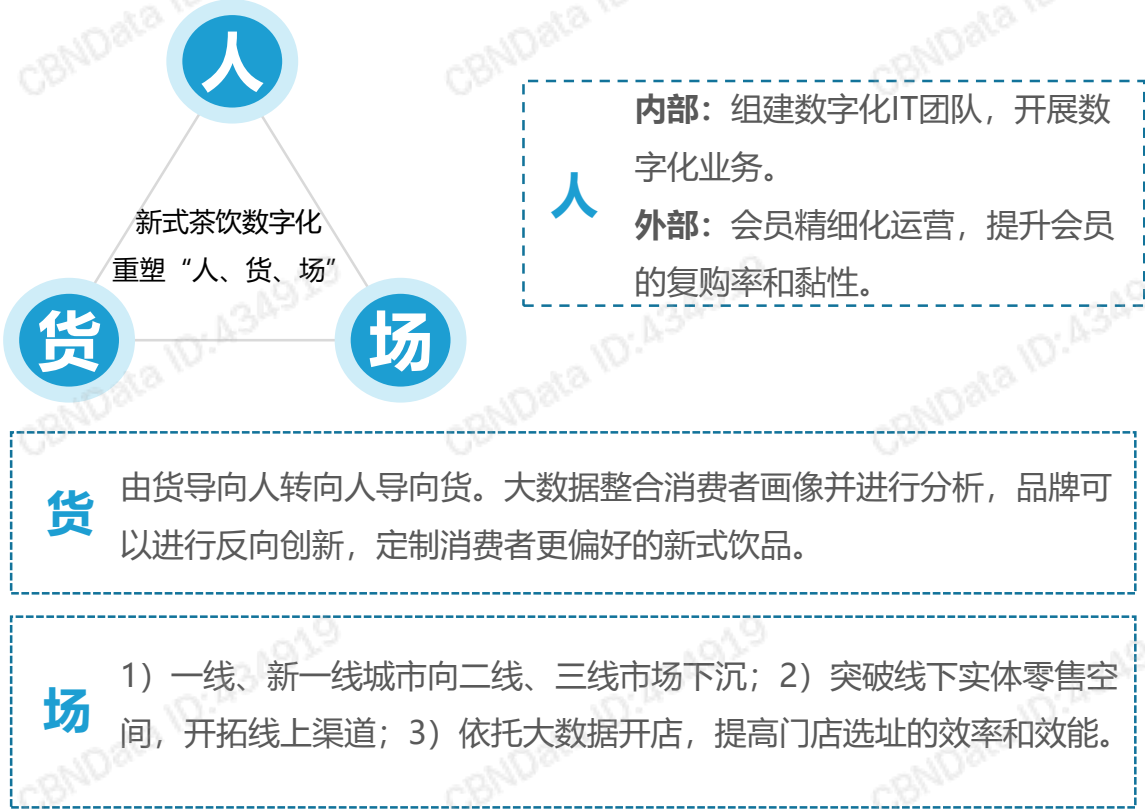 人
新式茶饮数字化
重塑“人、货、场”
货
场
人
内部：组建数字化IT团队，开展数
字化业务。
外部：会员精细化运营，提升会员
的复购率和黏性。
货
由货导向人转向人导向货。大数据整合消费者画像并进行分析，品牌可
以进行反向创新，定制消费者更偏好的新式饮品。
场
1）一线、新一线城市向二线、三线市场下沉；2）突破线下实体零售空
间，开拓线上渠道；3）依托大数据开店，提高门店选址的效率和效能。
CBNData ID:434919